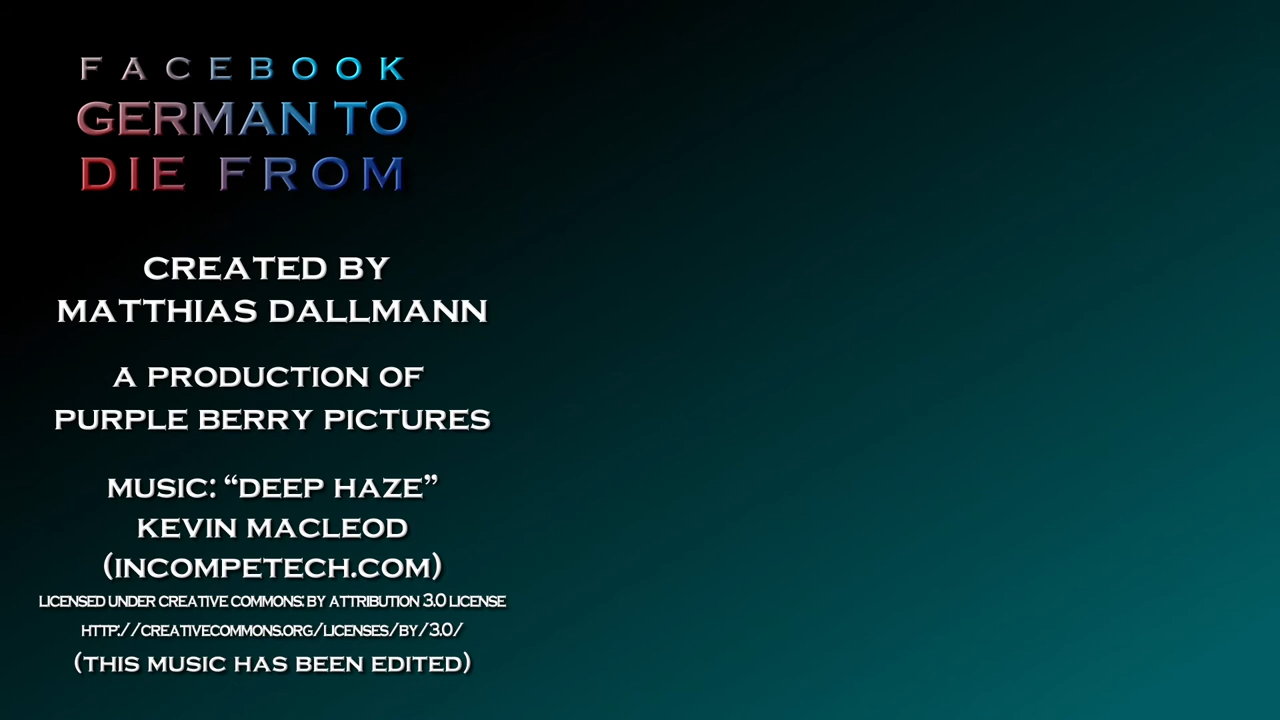 FACEBOOK
GERMAN TO
DIE FROM
CREATED BY
MATTHIAS DALLMANN
A PRODUCTION OF
PURPLE BERRY PICTURES
MUSIC: “DEEP HAZE”
KEVIN MACLEOD
(INCOMPETECH.COM)
LICENSED UNDER CREATIVE COMMONS: BY ATTRIBUTION 3.0 LICENSE
HTTP://CREATIVECOMMONS.ORG/LICENSES/BY/3.0/
(THIS MUSIC HAS BEEN EDITED)